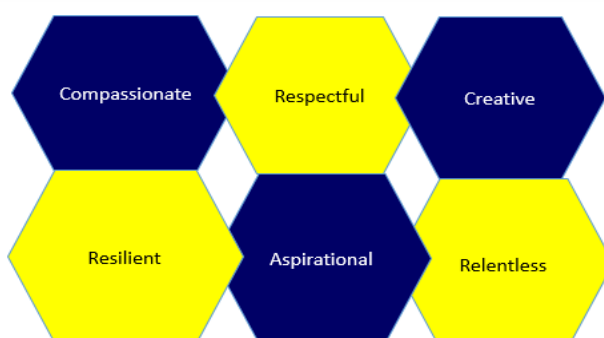 Compassionate
Respectful
Creative
Resilient
Aspirational
Relentless